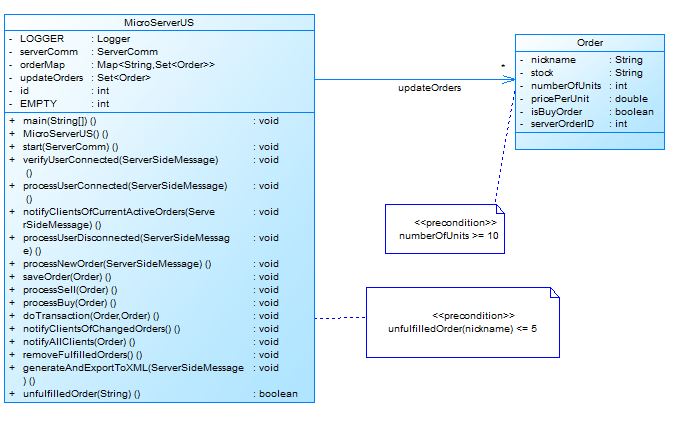 MicroServerUS
- LOGGER : Logger
- serverComm : ServerComm
- orderMap : Map<String,Set<Order>>
- updateOrders : Set<Order>
- id : int
- EMPTY : int
+ main(String[]) () : void
+ MicroServerUS() ()
+ start(ServerComm) () : void
+ verifyUserConnected(ServerSideMessage) : void
()
+ processUserConnected(ServerSideMessage) : void
()
+ notifyClientsOfCurrentActiveOrders(Serve : void
rSideMessage) ()
+ processUserDisconnected(ServerSideMessag : void
e) ()
+ processNewOrder(ServerSideMessage) () : void
+ saveOrder(Order) () : void
+ processSell(Order) () : void
+ processBuy(Order) () : void
+ doTransaction(Order,Order) () : void
+ notifyClientsOfChangedOrders() () : void
+ notifyAllClients(Order) () : void
+ removeFulfilledOrders() () : void
+ generateAndExportToXML(ServerSideMessage : void
) ()
+ unfulfilledOrder(String) () : boolean
*
updateOrders
Order
- nickname : String
- stock : String
- numberOfUnits : int
- pricePerUnit : double
- isBuyOrder : boolean
- serverOrderID : int
<<precondition>>
numberOfUnits >= 10
<<precondition>>
unfulfilledOrder(nickname) <= 5